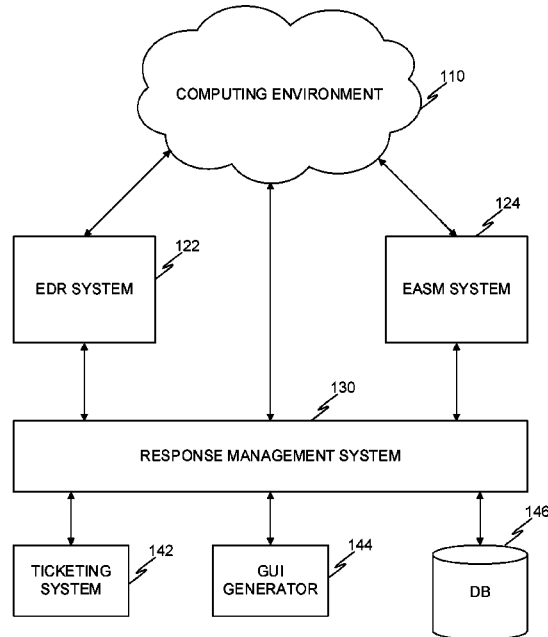 COMPUTING ENVIRONMENT
110
124
122
EDR SYSTEM
EASM SYSTEM
130
RESPONSE MANAGEMENT SYSTEM
146
142
144
TICKETING
SYSTEM
GUI
GENERATOR
DB